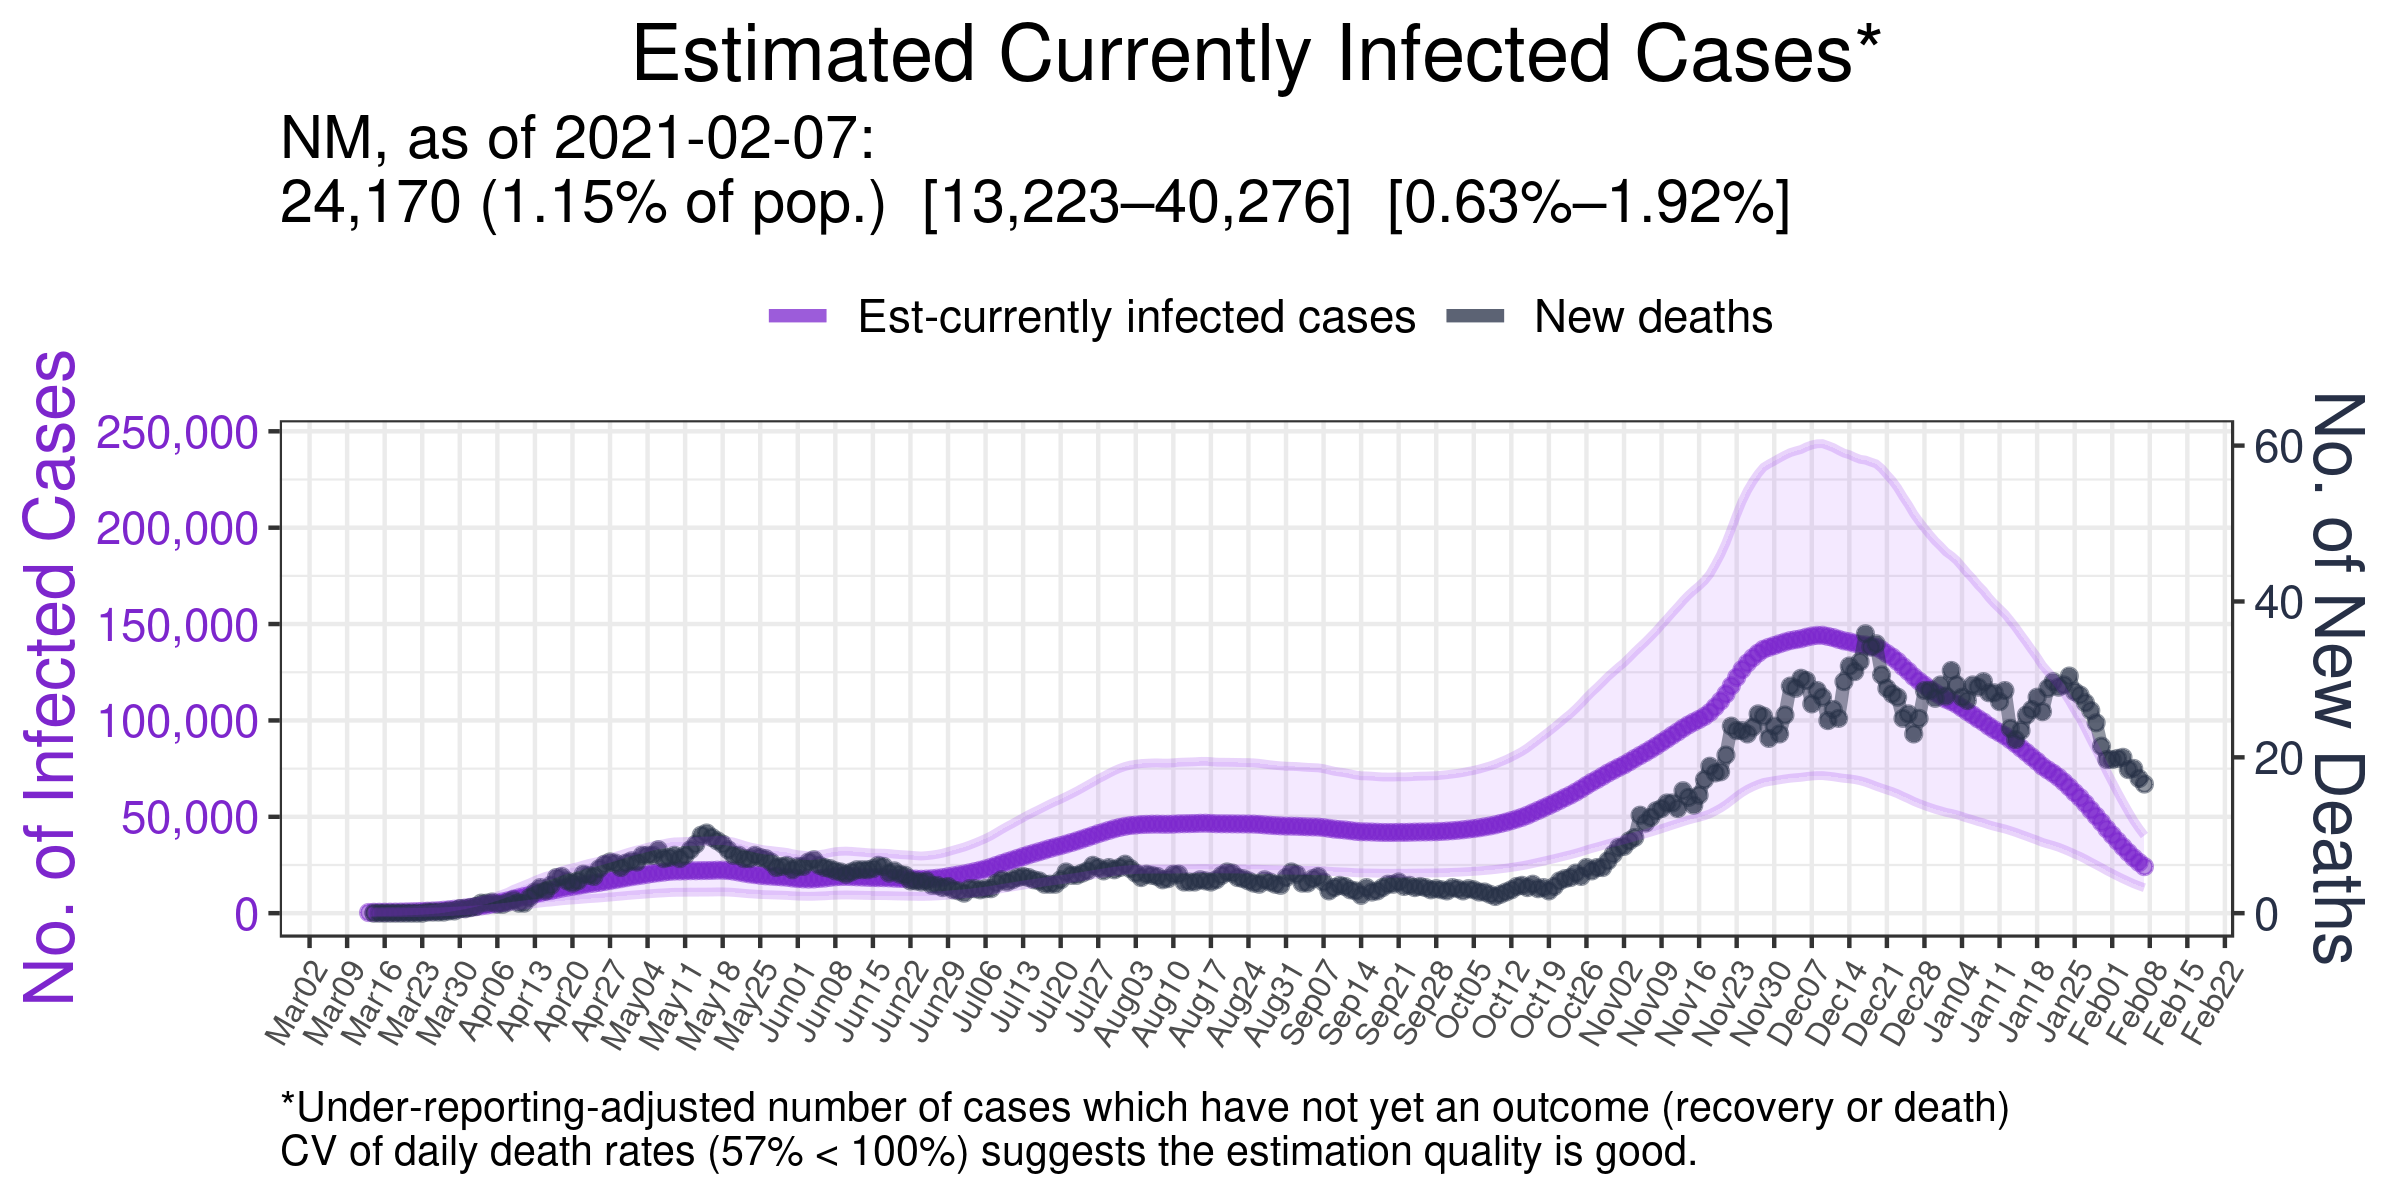 Estimated Currently Infected Cases*
NM, as of 2021-02-07:
24,170 (1.15% of pop.)  [13,223–40,276]  [0.63%–1.92%]
Est-currently infected cases
New deaths
No. of Infected Cases
250,000
200,000
150,000
100,000
50,000
0
60
40
20
0
No. of New Deaths
Mar02
Mar09
Mar16
Mar23
Mar30
Apr06
Apr13
Apr20
Apr27
May04
May11
May18
May25
Jun01
Jun08
Jun15
Jun22
Jun29
Jul06
Jul13
Jul20
Jul27
Aug03
Aug10
Aug17
Aug24
Aug31
Sep07
Sep14
Sep21
Sep28
Oct05
Oct12
Oct19
Oct26
Nov02
Nov09
Nov16
Nov23
Nov30
Dec07
Dec14
Dec21
Dec28
Jan04
Jan11
Jan18
Jan25
Feb01
Feb08
Feb15
Feb22
*Under-reporting-adjusted number of cases which have not yet an outcome (recovery or death)
CV of daily death rates (57% < 100%) suggests the estimation quality is good.